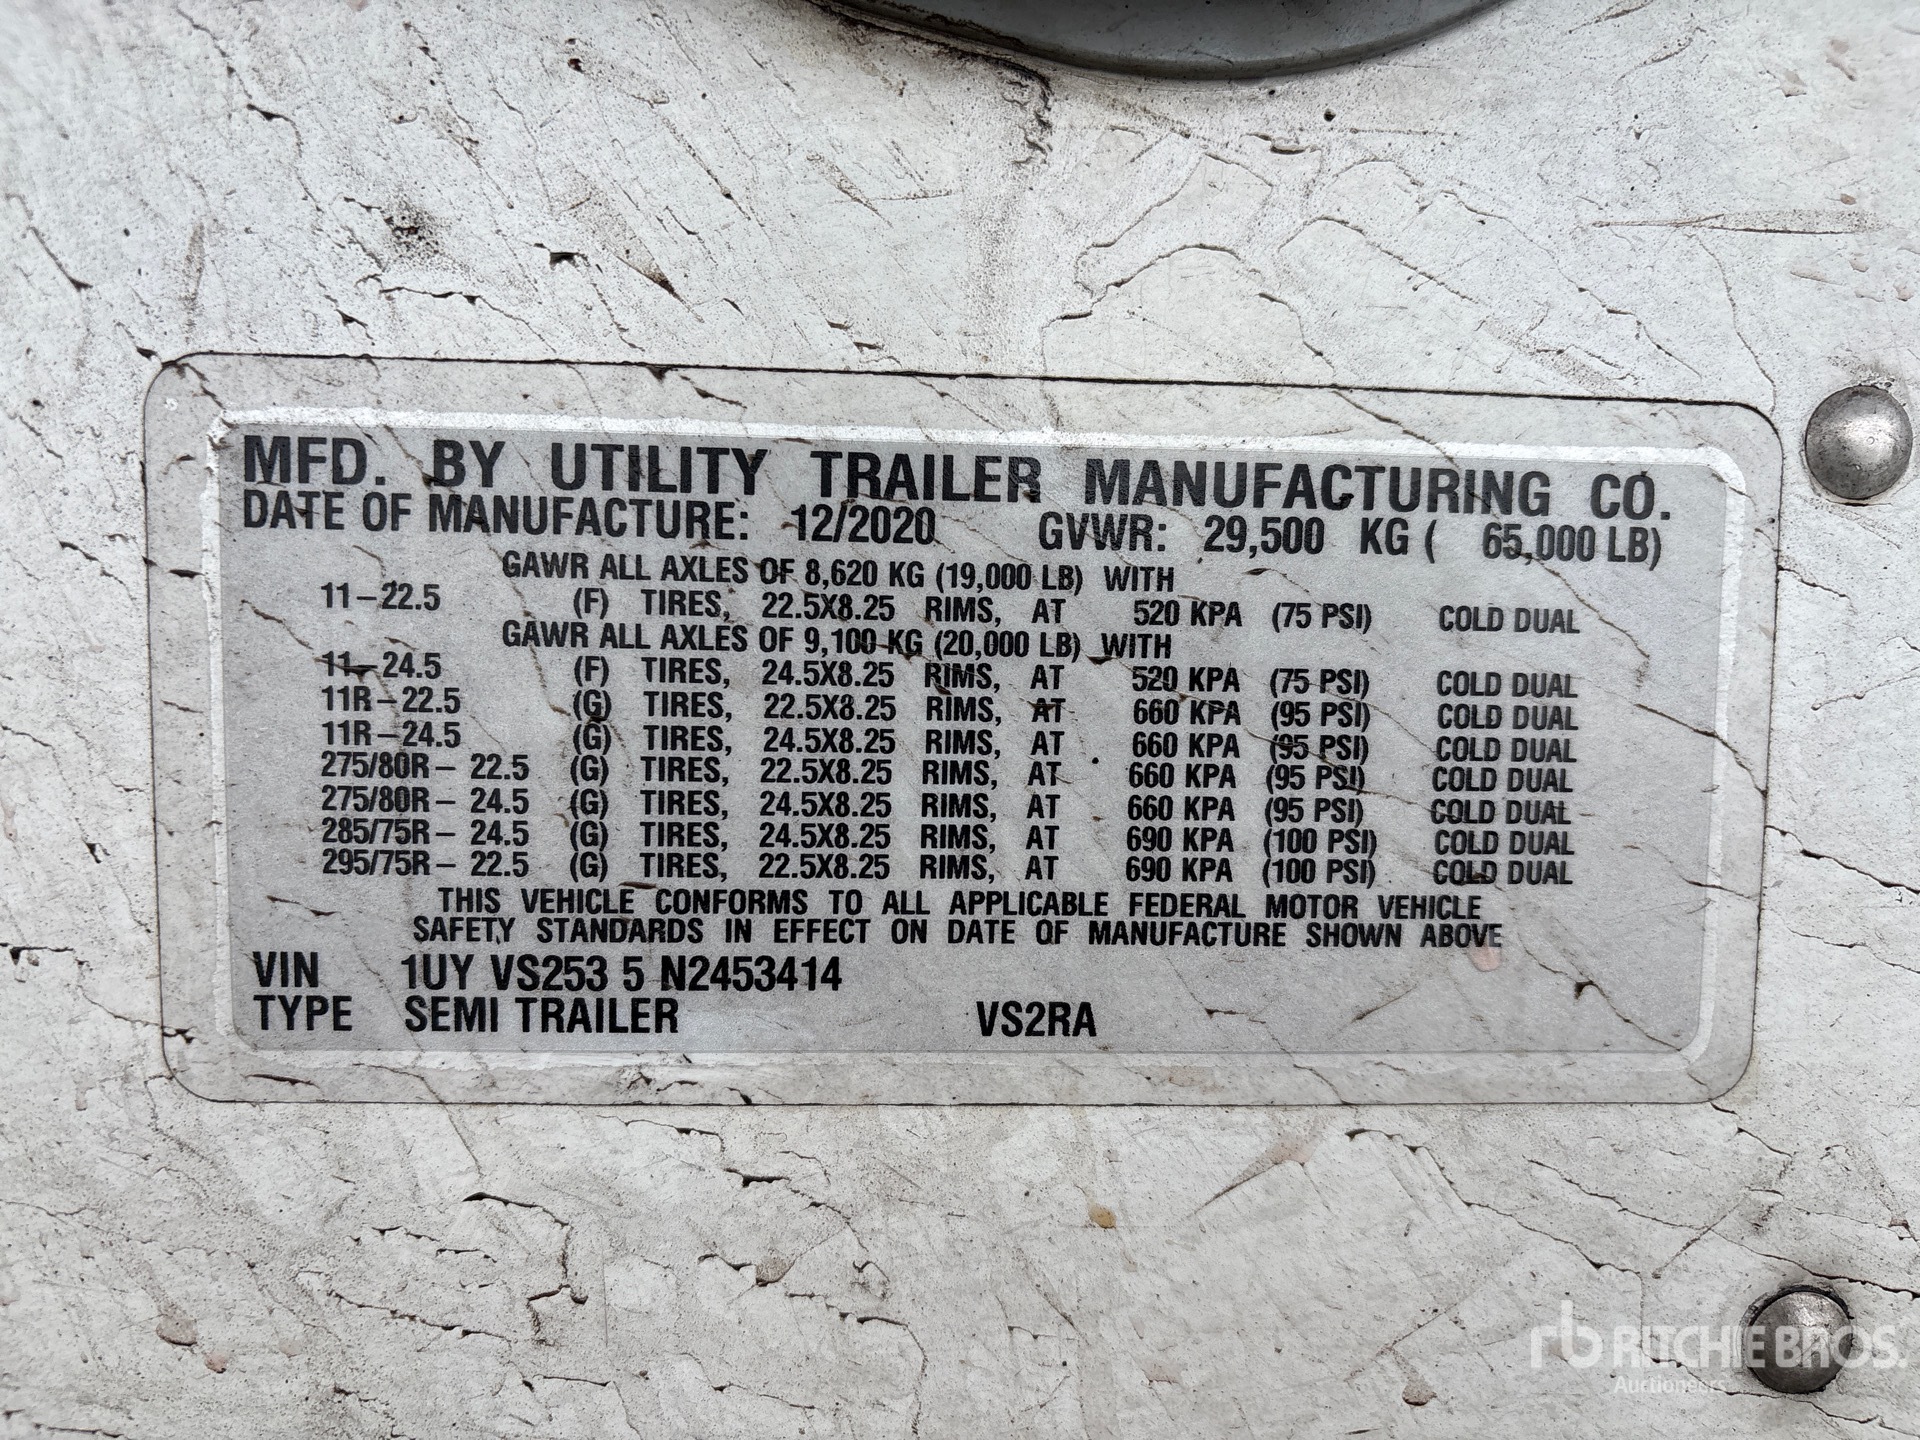 MFD. BY UTILITY TRAILER MANUFACTURING CO.
DATE OF MANUFACTURE: 12/2020 GVWR: 29,500 KG ( 65,000 LB)
GAWR ALL AXLES OF 8,620 KG (19,000 LB) WITH
11-22.5 (F) TIRES, 22.5X8.25 RIMS, AT 520 KPA (75 PSI) COLD DUAL
GAWR ALL AXLES OF 9,100 KG (20,000 LB) WITH
11-24.5 (F) TIRES, 24.5X8.25 RIMS, AT 520 KPA (75 PSI) COLD DUAL
11R-22.5 (G) TIRES, 22.5X8.25 RIMS, AT 660 KPA (95 PSI) COLD DUAL
11R-24.5 (G) TIRES, 24.5X8.25 RIMS, AT 660 KPA (95 PSI) COLD DUAL
275/80R- 22.5 (G) TIRES, 22.5X8.25 RIMS, AT 660 KPA (95 PSI) COLD DUAL
275/80R- 24.5 (G) TIRES, 24.5X8.25 RIMS, AT 660 KPA (95 PSI) COLD DUAL
285/75R- 24.5 (G) TIRES, 24.5X8.25 RIMS, AT 690 KPA (100 PSI) COLD DUAL
295/75R- 22.5 (G) TIRES, 22.5X8.25 RIMS, AT 690 KPA (100 PSI) COLD DUAL
THIS VEHICLE CONFORMS TO ALL APPLICABLE FEDERAL MOTOR VEHICLE
SAFETY STANDARDS IN EFFECT ON DATE OF MANUFACTURE SHOWN ABOVE
VIN 1UY VS253 5 N2453414
TYPE SEMI TRAILER VS2RA
rb RITCHIE BROS.
Auctioneers